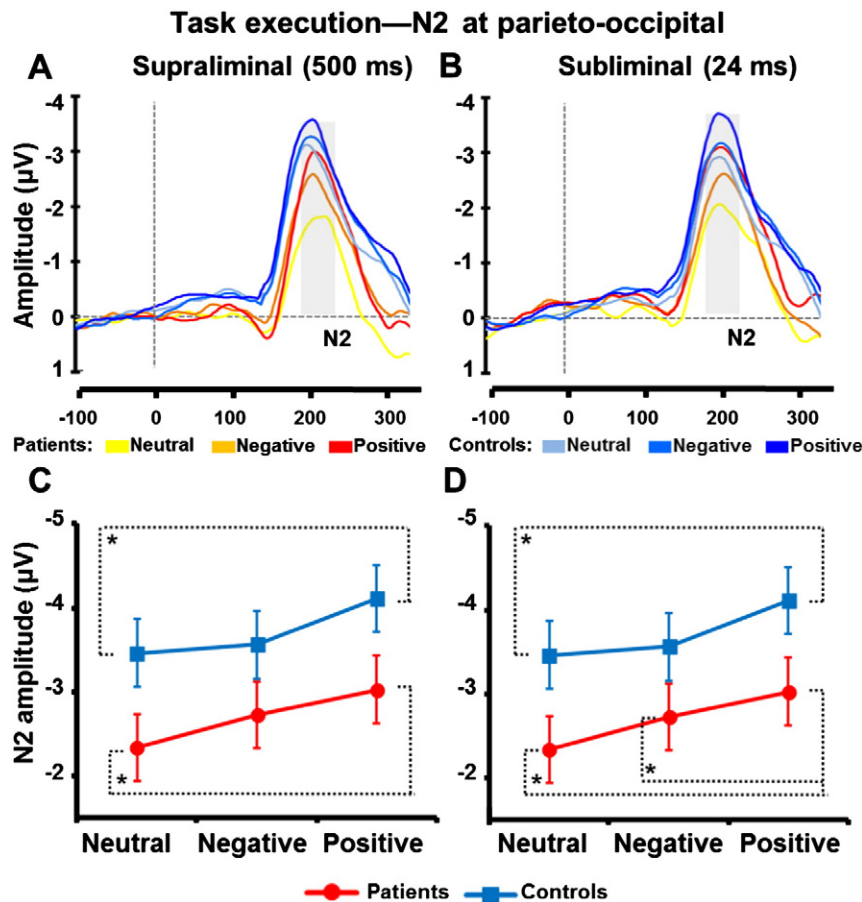 Task execution—N2 at parieto-occipital
A Supraliminal (500 ms)
B Subliminal (24 ms)
Amplitude (µV)
-4
-3
-2
-1
0
1
N2
-100 0 100 200 300
-4
-3
-2
-1
0
1
N2
-100 0 100 200 300
Patients: Neutral Negative Positive Controls: Neutral Negative Positive
C
D
N2 amplitude (µV)
-5
-4
-3
-2
*
*
Neutral Negative Positive
-5
-4
-3
-2
*
*
*
Neutral Negative Positive
Patients Controls